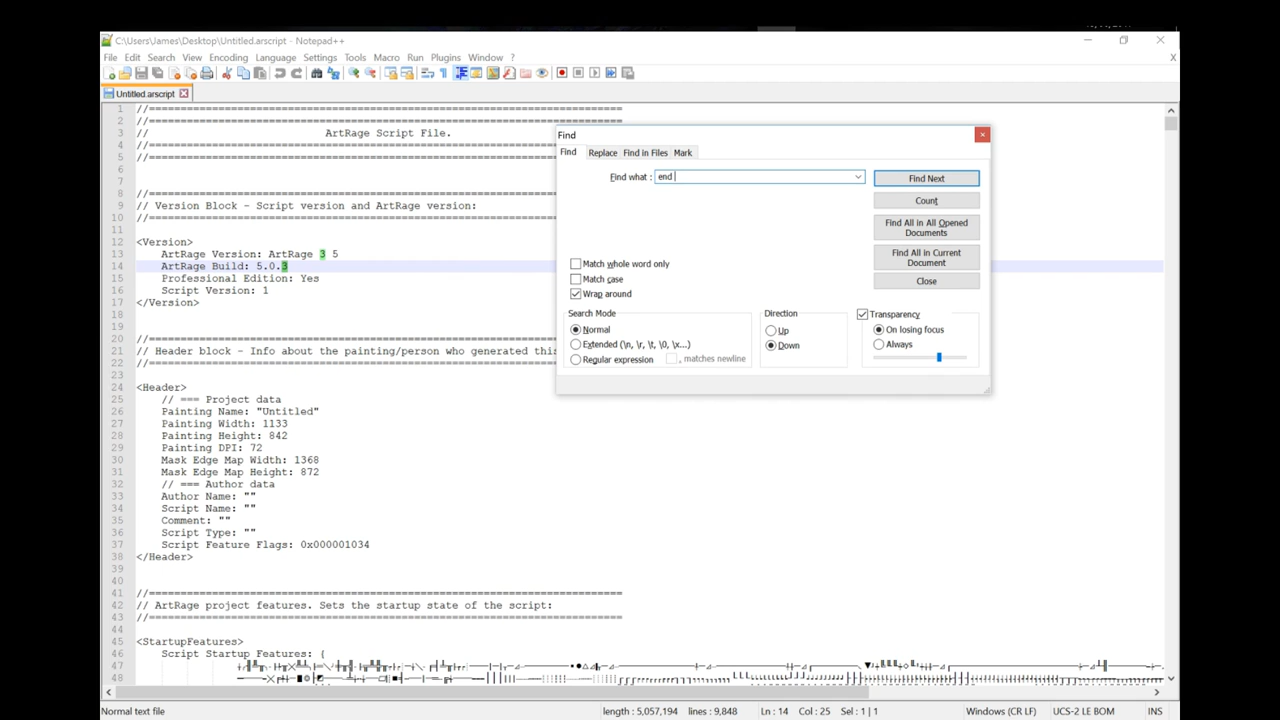 C:\Users\James\Desktop\Untitled.arscript - Notepad++
File Edit Search View Encoding Language Settings Tools Macro Run Plugins Window ? X
Untitled.arscript
1 //============================================================================
2 //============================================================================
3 // ArtRage Script File.
4 //============================================================================
5 //============================================================================
6
7
8 //============================================================================
9 // Version Block - Script version and ArtRage version:
10 //============================================================================
11
12 <Version>
13 ArtRage Version: ArtRage 3 5
14 ArtRage Build: 5.0.3
15 Professional Edition: Yes
16 Script Version: 1
17 </Version>
18
19
20 //============================================================================
21 // Header block - Info about the painting/person who generated this
22 //============================================================================
23
24 <Header>
25 // === Project data
26 Painting Name: "Untitled"
27 Painting Width: 1133
28 Painting Height: 842
29 Painting DPI: 72
30 Mask Edge Map Width: 1368
31 Mask Edge Map Height: 872
32 // === Author data
33 Author Name: ""
34 Script Name: ""
35 Comment: ""
36 Script Type: ""
37 Script Feature Flags: 0x000001034
38 </Header>
39
40
41 //============================================================================
42 // ArtRage project features. Sets the startup state of the script:
43 //============================================================================
44
45 <StartupFeatures>
46 Script Startup Features: {
47
48
Find
Find Replace Find in Files Mark
Find what : end
Find Next
Count
Find All in All Opened
Documents
Find All in Current
Document
Close
Match whole word only
Match case
Wrap around
Search Mode
Normal
Extended (\n, \r, \t, \0, \x...)
Regular expression . matches newline
Direction
Up
Down
Transparency
On losing focus
Always
Normal text file length : 5,057,194 lines : 9,848 Ln : 14 Col : 25 Sel : 1 | 1 Windows (CR LF) UCS-2 LE BOM INS